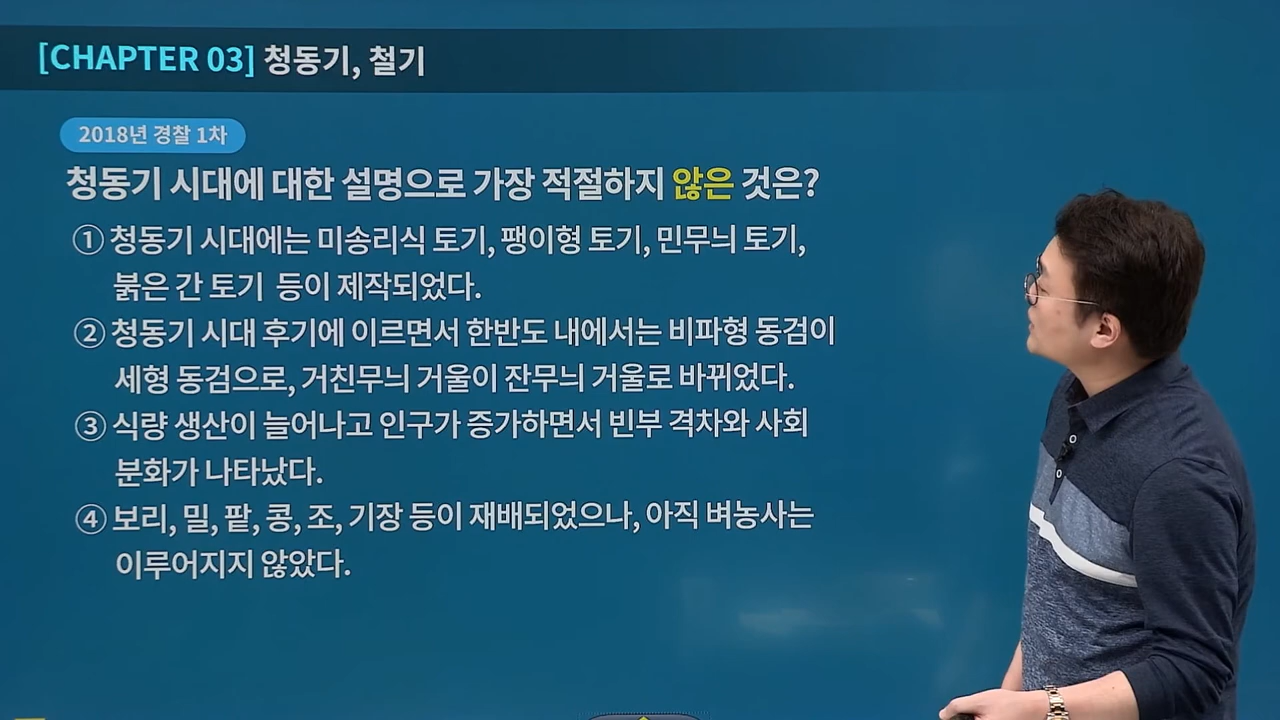 [CHAPTER 03] 청동기, 철기
2018년 경찰 1차
청동기 시대에 대한 설명으로 가장 적절하지 않은 것은?
① 청동기 시대에는 미송리식 토기, 팽이형 토기, 민무늬 토기,
붉은 간 토기 등이 제작되었다.
② 청동기 시대 후기에 이르면서 한반도 내에서는 비파형 동검이
세형 동검으로, 거친무늬 거울이 잔무늬 거울로 바뀌었다.
③ 식량 생산이 늘어나고 인구가 증가하면서 빈부 격차와 사회
분화가 나타났다.
④ 보리, 밀, 팥, 콩, 조, 기장 등이 재배되었으나, 아직 벼농사는
이루어지지 않았다.